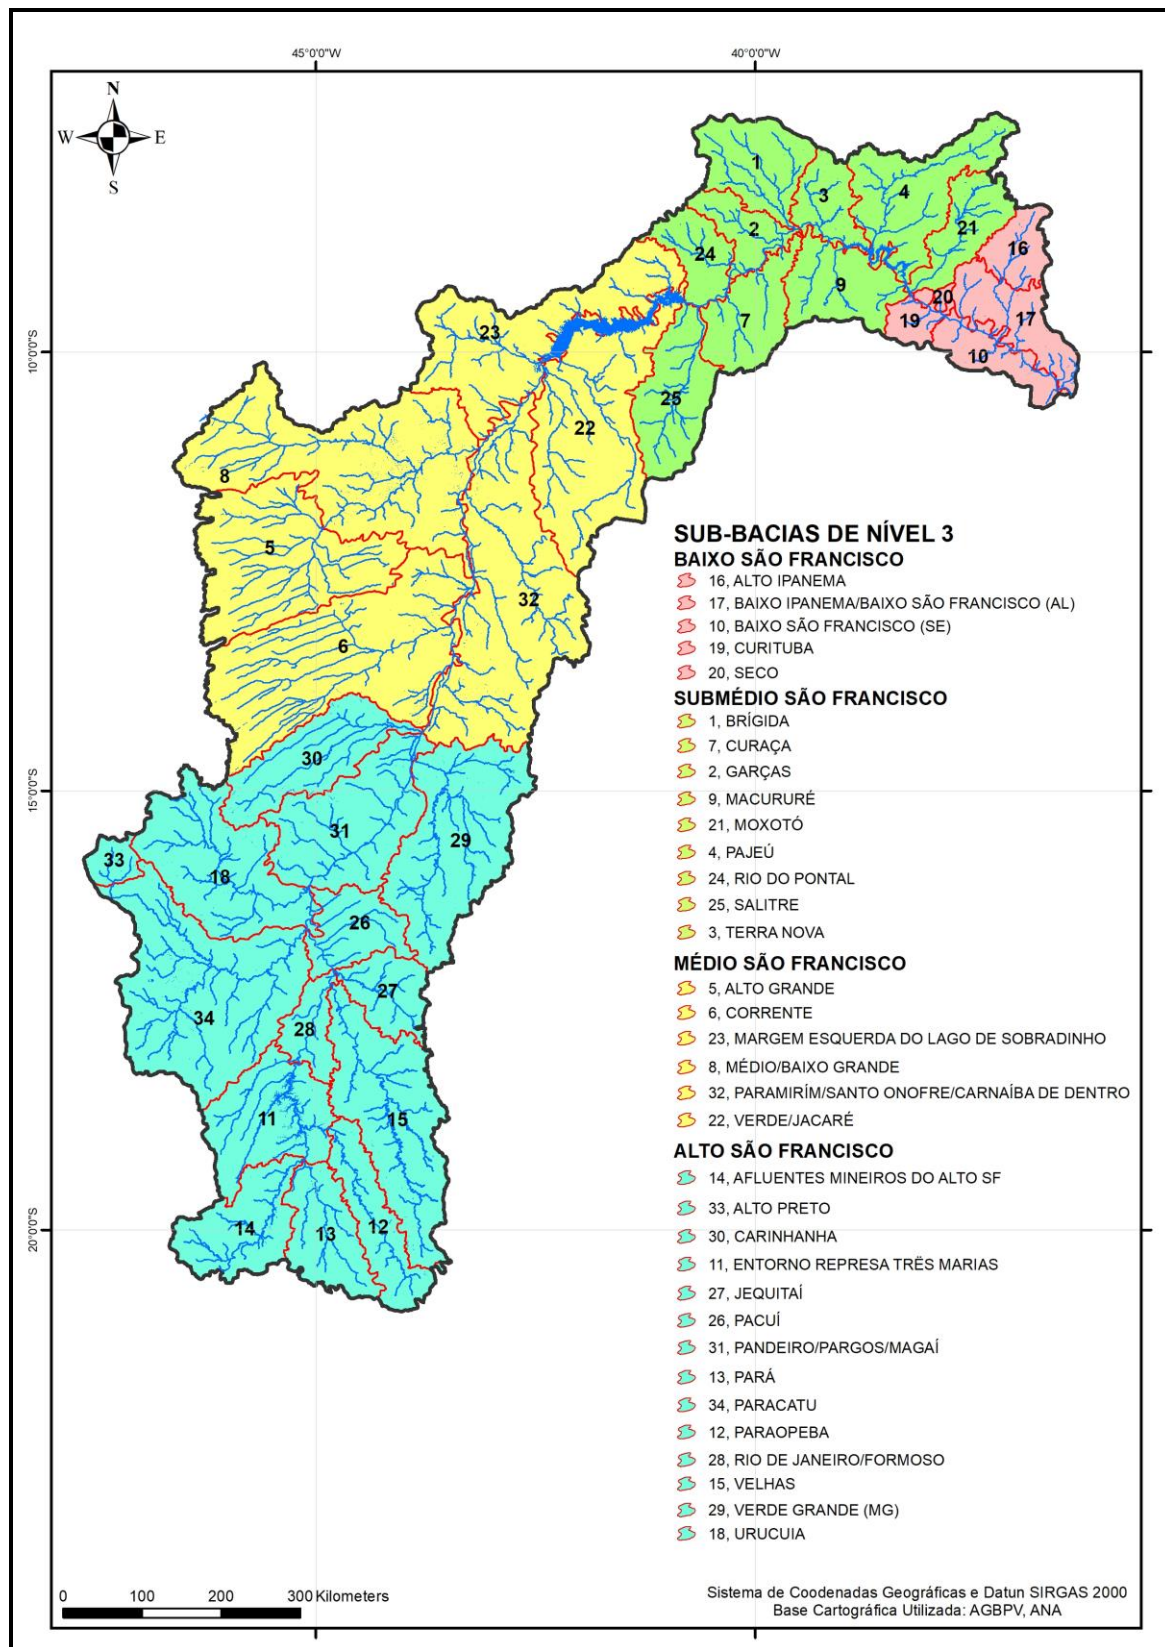 45°0'0"W
40°0'0"W
N
W
E
S
1
3
4
2
21
24
16
9
20
7
17
19
23
10
10°0'0"S
25
22
8
5
32
6
30
15°0'0"S
31
29
33
18
26
27
34
28
11
15
14
13
12
20°0'0"S
SUB-BACIAS DE NÍVEL 3
BAIXO SÃO FRANCISCO
16, ALTO IPANEMA
17, BAIXO IPANEMA/BAIXO SÃO FRANCISCO (AL)
10, BAIXO SÃO FRANCISCO (SE)
19, CURITUBA
20, SECO
SUBMÉDIO SÃO FRANCISCO
1, BRÍGIDA
7, CURAÇA
2, GARÇAS
9, MACURURÉ
21, MOXOTÓ
4, PAJEÚ
24, RIO DO PONTAL
25, SALITRE
3, TERRA NOVA
MÉDIO SÃO FRANCISCO
5, ALTO GRANDE
6, CORRENTE
23, MARGEM ESQUERDA DO LAGO DE SOBRADINHO
8, MÉDIO/BAIXO GRANDE
32, PARAMIRÍM/SANTO ONOFRE/CARNAÍBA DE DENTRO
22, VERDE/JACARÉ
ALTO SÃO FRANCISCO
14, AFLUENTES MINEIROS DO ALTO SF
33, ALTO PRETO
30, CARINHANHA
11, ENTORNO REPRESA TRËS MARIAS
27, JEQUITAÍ
26, PACUÍ
31, PANDEIRO/PARGOS/MAGAÍ
13, PARÁ
34, PARACATU
12, PARAOPEBA
28, RIO DE JANEIRO/FORMOSO
15, VELHAS
29, VERDE GRANDE (MG)
18, URUCUIA
0 100 200 300 Kilometers
Sistema de Coodenadas Geográficas e Datun SIRGAS 2000
Base Cartográfica Utilizada: AGBPV, ANA